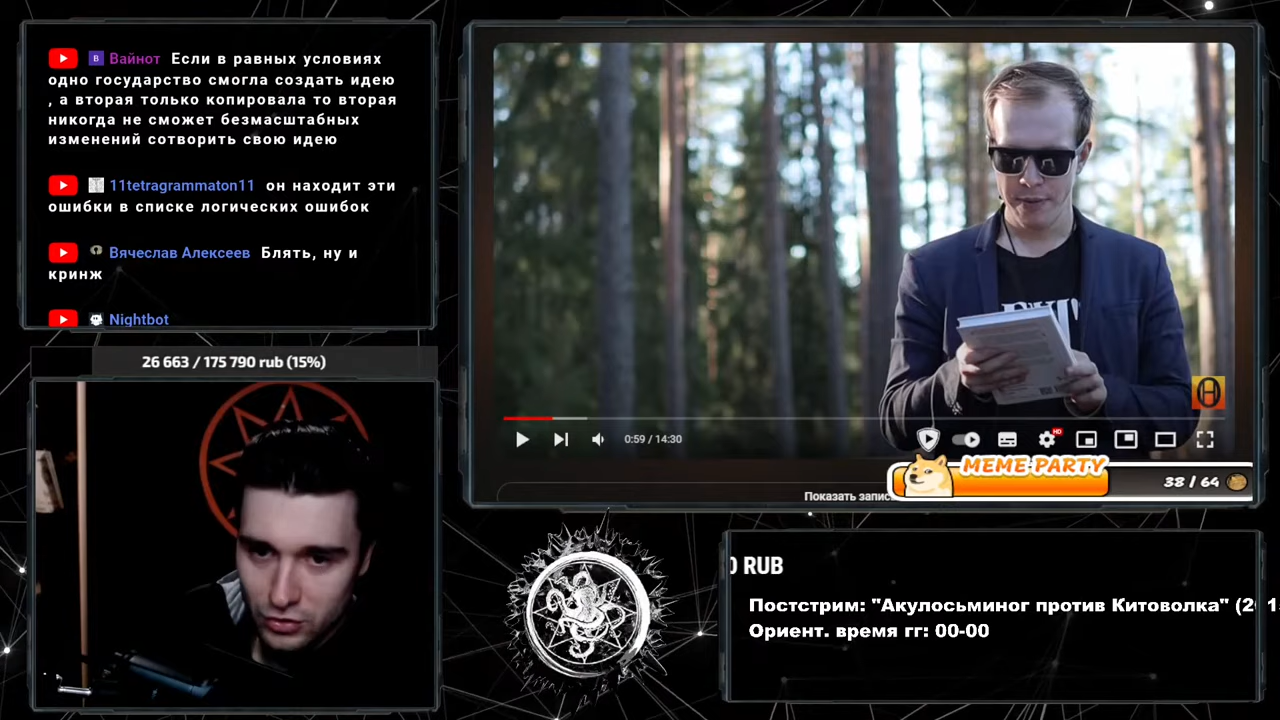 Вайнот Если в равных условиях
одно государство смогла создать идею
, а вторая только копировала то вторая
никогда не сможет безмасштабных
изменений сотворить свою идею
11tetragrammaton11 он находит эти
ошибки в списке логических ошибок
Вячеслав Алексеев Блять, ну и
кринж
Nightbot
26 663 / 175 790 rub (15%)
0:59 / 14:30
HD
MEME PARTY
38 / 64
Показать
RUB
Постстрим: "Акулосьминог против Китоволка"
Ориент. время гг: 00-00